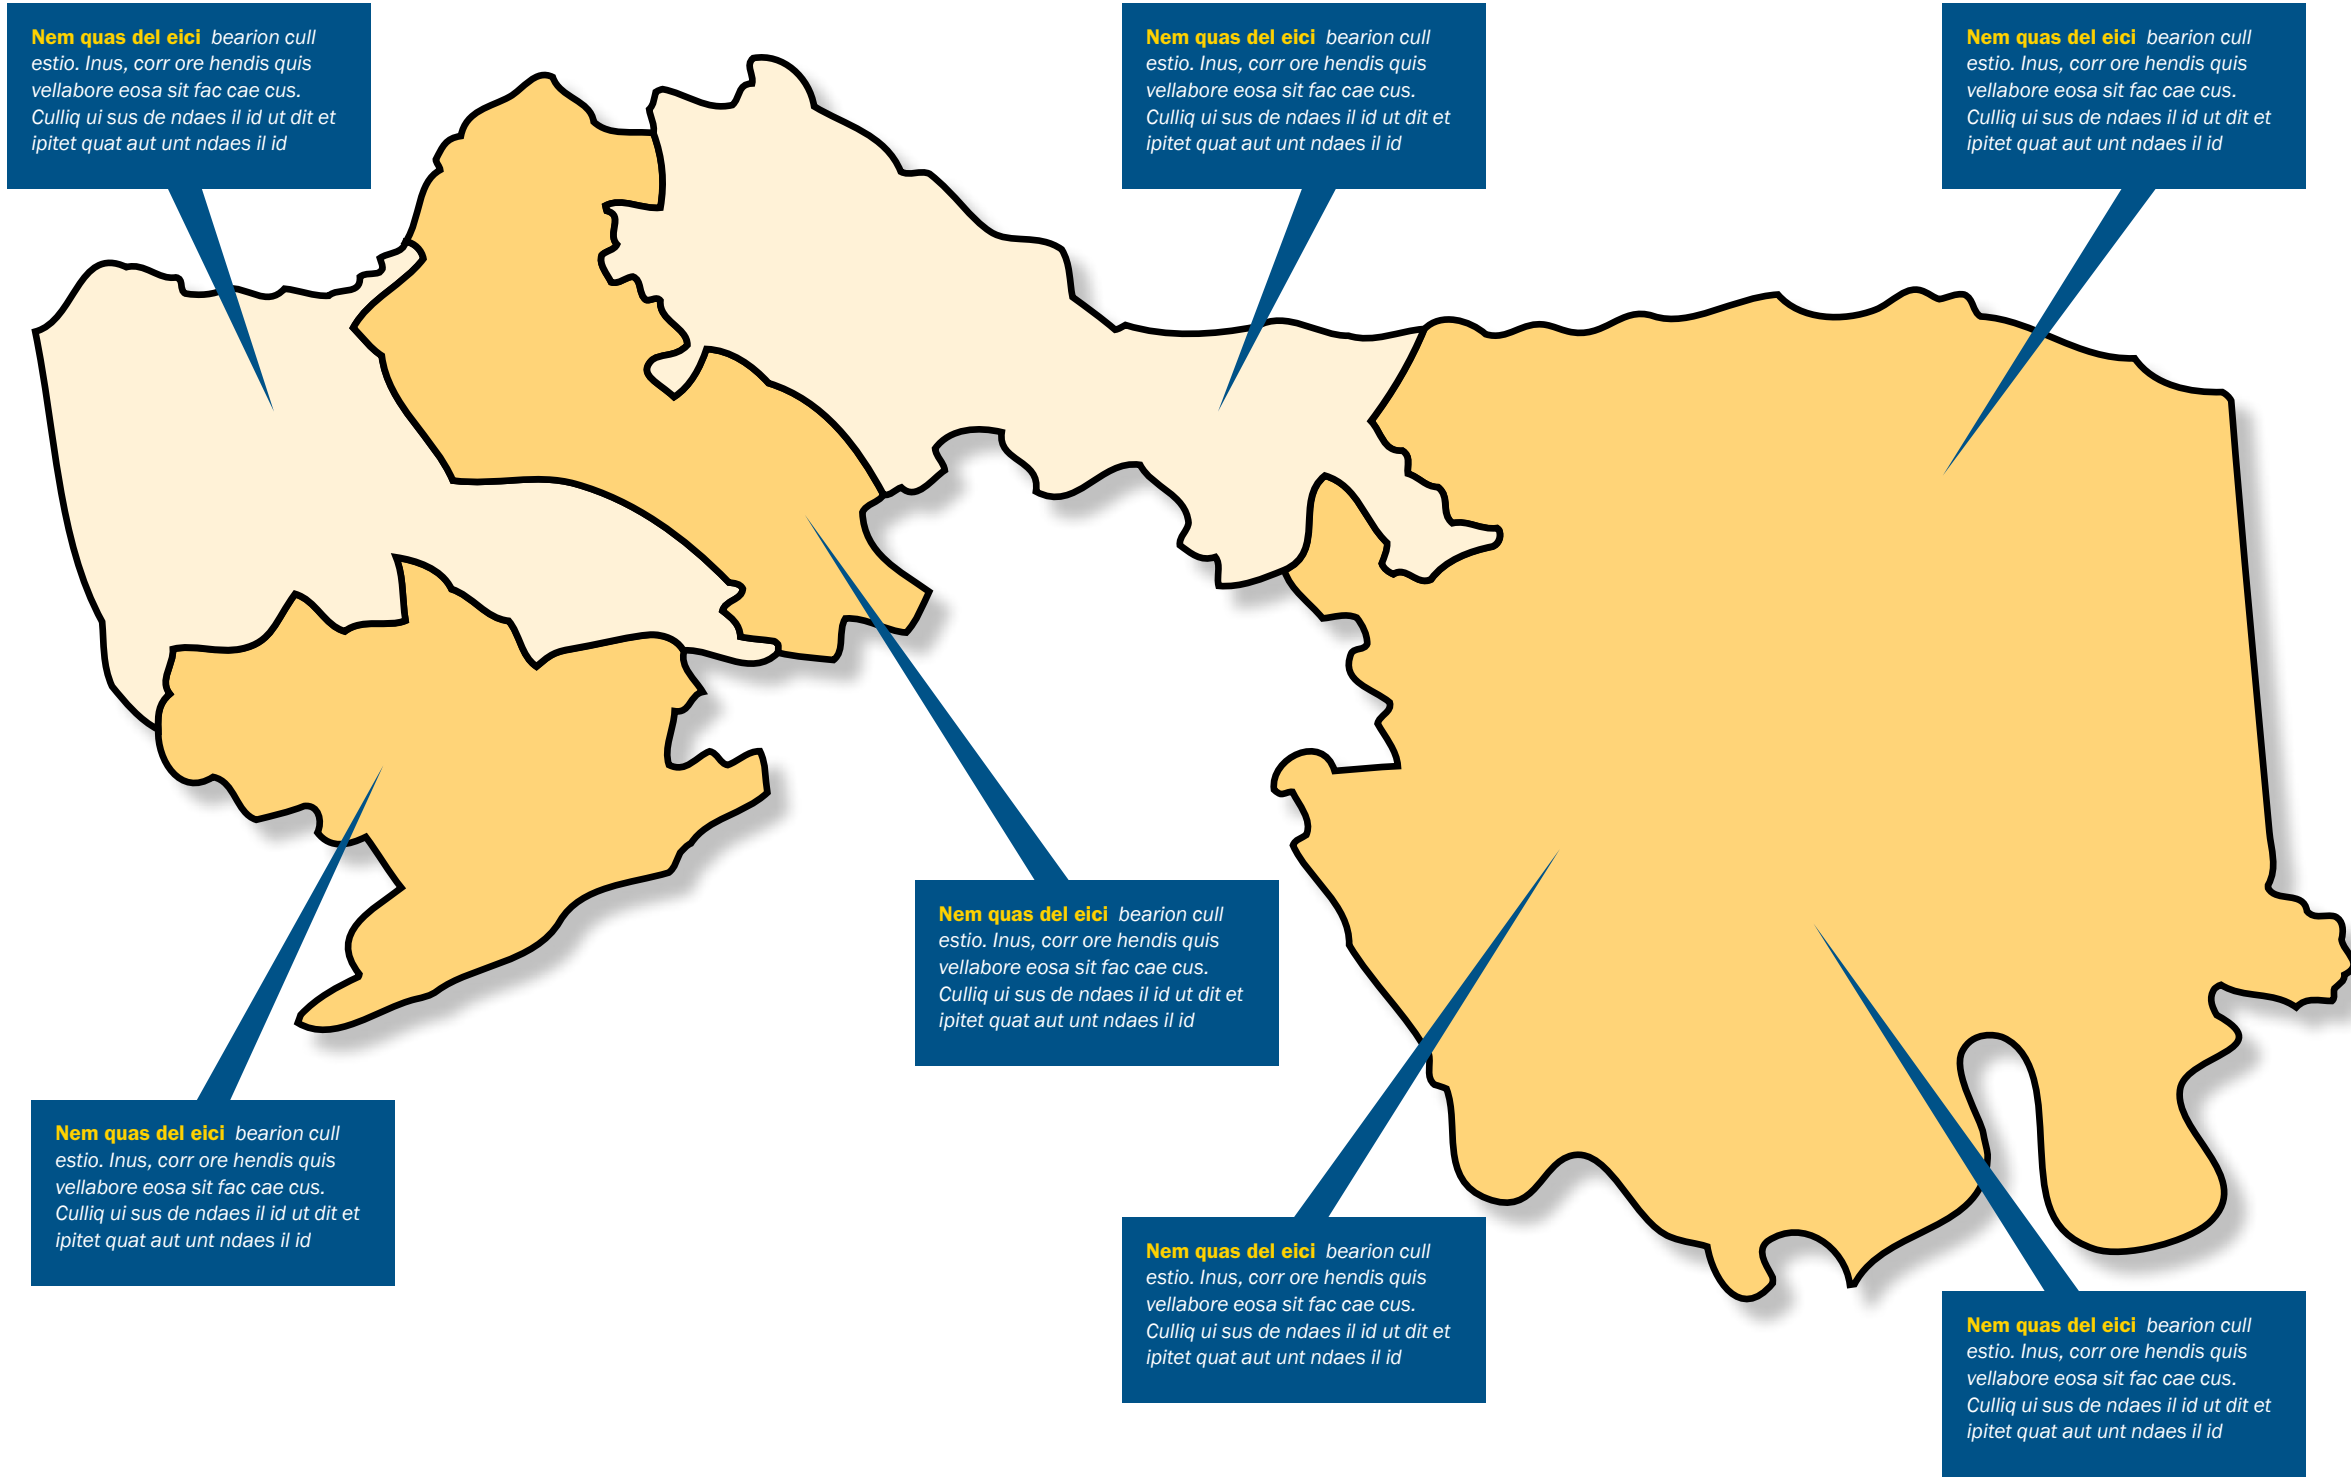 Nem quas del eici bearion cull
estio. Inus, corr ore hendis quis
vellabore eosa sit fac cae cus.
Culliq ui sus de ndaes il id ut dit et
ipitet quat aut unt ndaes il id
Nem quas del eici bearion cull
estio. Inus, corr ore hendis quis
vellabore eosa sit fac cae cus.
Culliq ui sus de ndaes il id ut dit et
ipitet quat aut unt ndaes il id
Nem quas del eici bearion cull
estio. Inus, corr ore hendis quis
vellabore eosa sit fac cae cus.
Culliq ui sus de ndaes il id ut dit et
ipitet quat aut unt ndaes il id
Nem quas del eici bearion cull
estio. Inus, corr ore hendis quis
vellabore eosa sit fac cae cus.
Culliq ui sus de ndaes il id ut dit et
ipitet quat aut unt ndaes il id
Nem quas del eici bearion cull
estio. Inus, corr ore hendis quis
vellabore eosa sit fac cae cus.
Culliq ui sus de ndaes il id ut dit et
ipitet quat aut unt ndaes il id
Nem quas del eici bearion cull
estio. Inus, corr ore hendis quis
vellabore eosa sit fac cae cus.
Culliq ui sus de ndaes il id ut dit et
ipitet quat aut unt ndaes il id
Nem quas del eici bearion cull
estio. Inus, corr ore hendis quis
vellabore eosa sit fac cae cus.
Culliq ui sus de ndaes il id ut dit et
ipitet quat aut unt ndaes il id